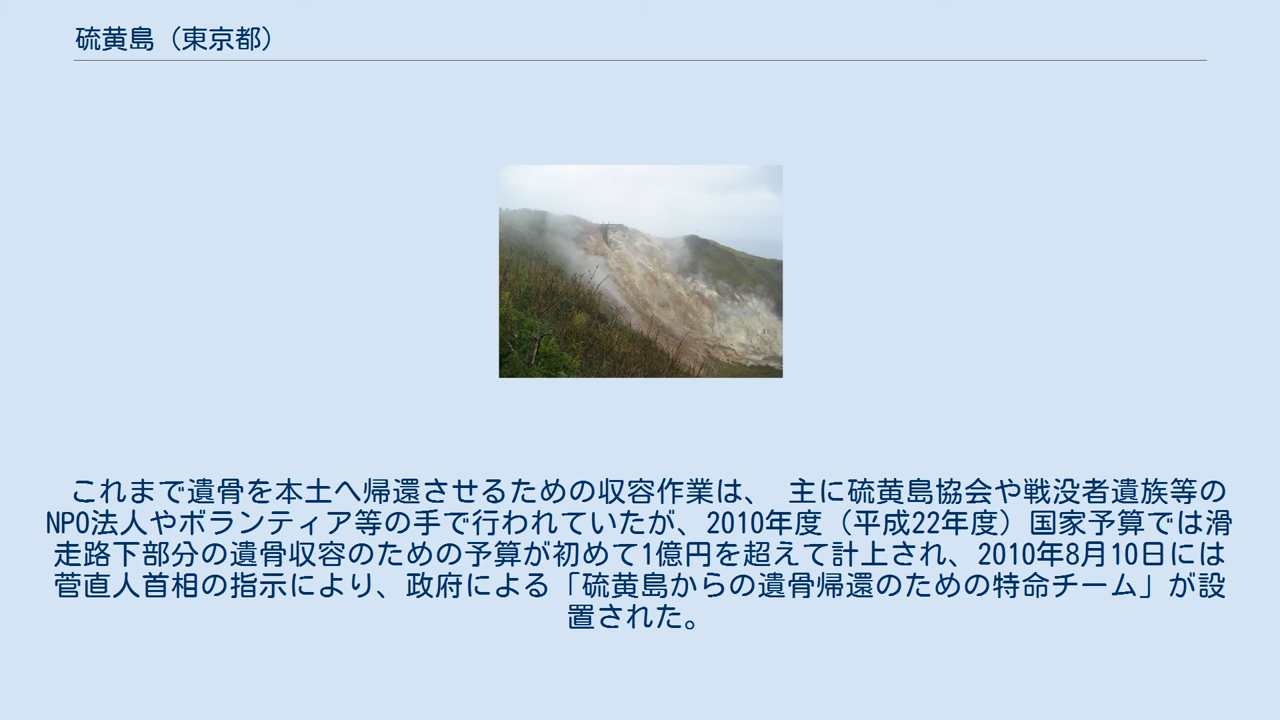 硫黄島（東京都）
これまで遺骨を本土へ帰還させるための収容作業は、 主に硫黄島協会や戦没者遺族等の
NPO法人やボランティア等の手で行われていたが、2010年度（平成22年度）国家予算では滑
走路下部分の遺骨収容のための予算が初めて1億円を超えて計上され、2010年8月10日には
菅直人首相の指示により、政府による「硫黄島からの遺骨帰還のための特命チーム」が設
置された。